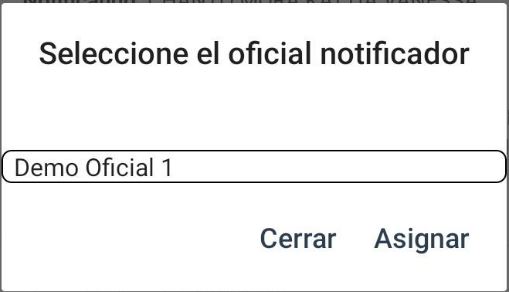 Seleccione el oficial notificador
Demo Oficial 1
Cerrar Asignar